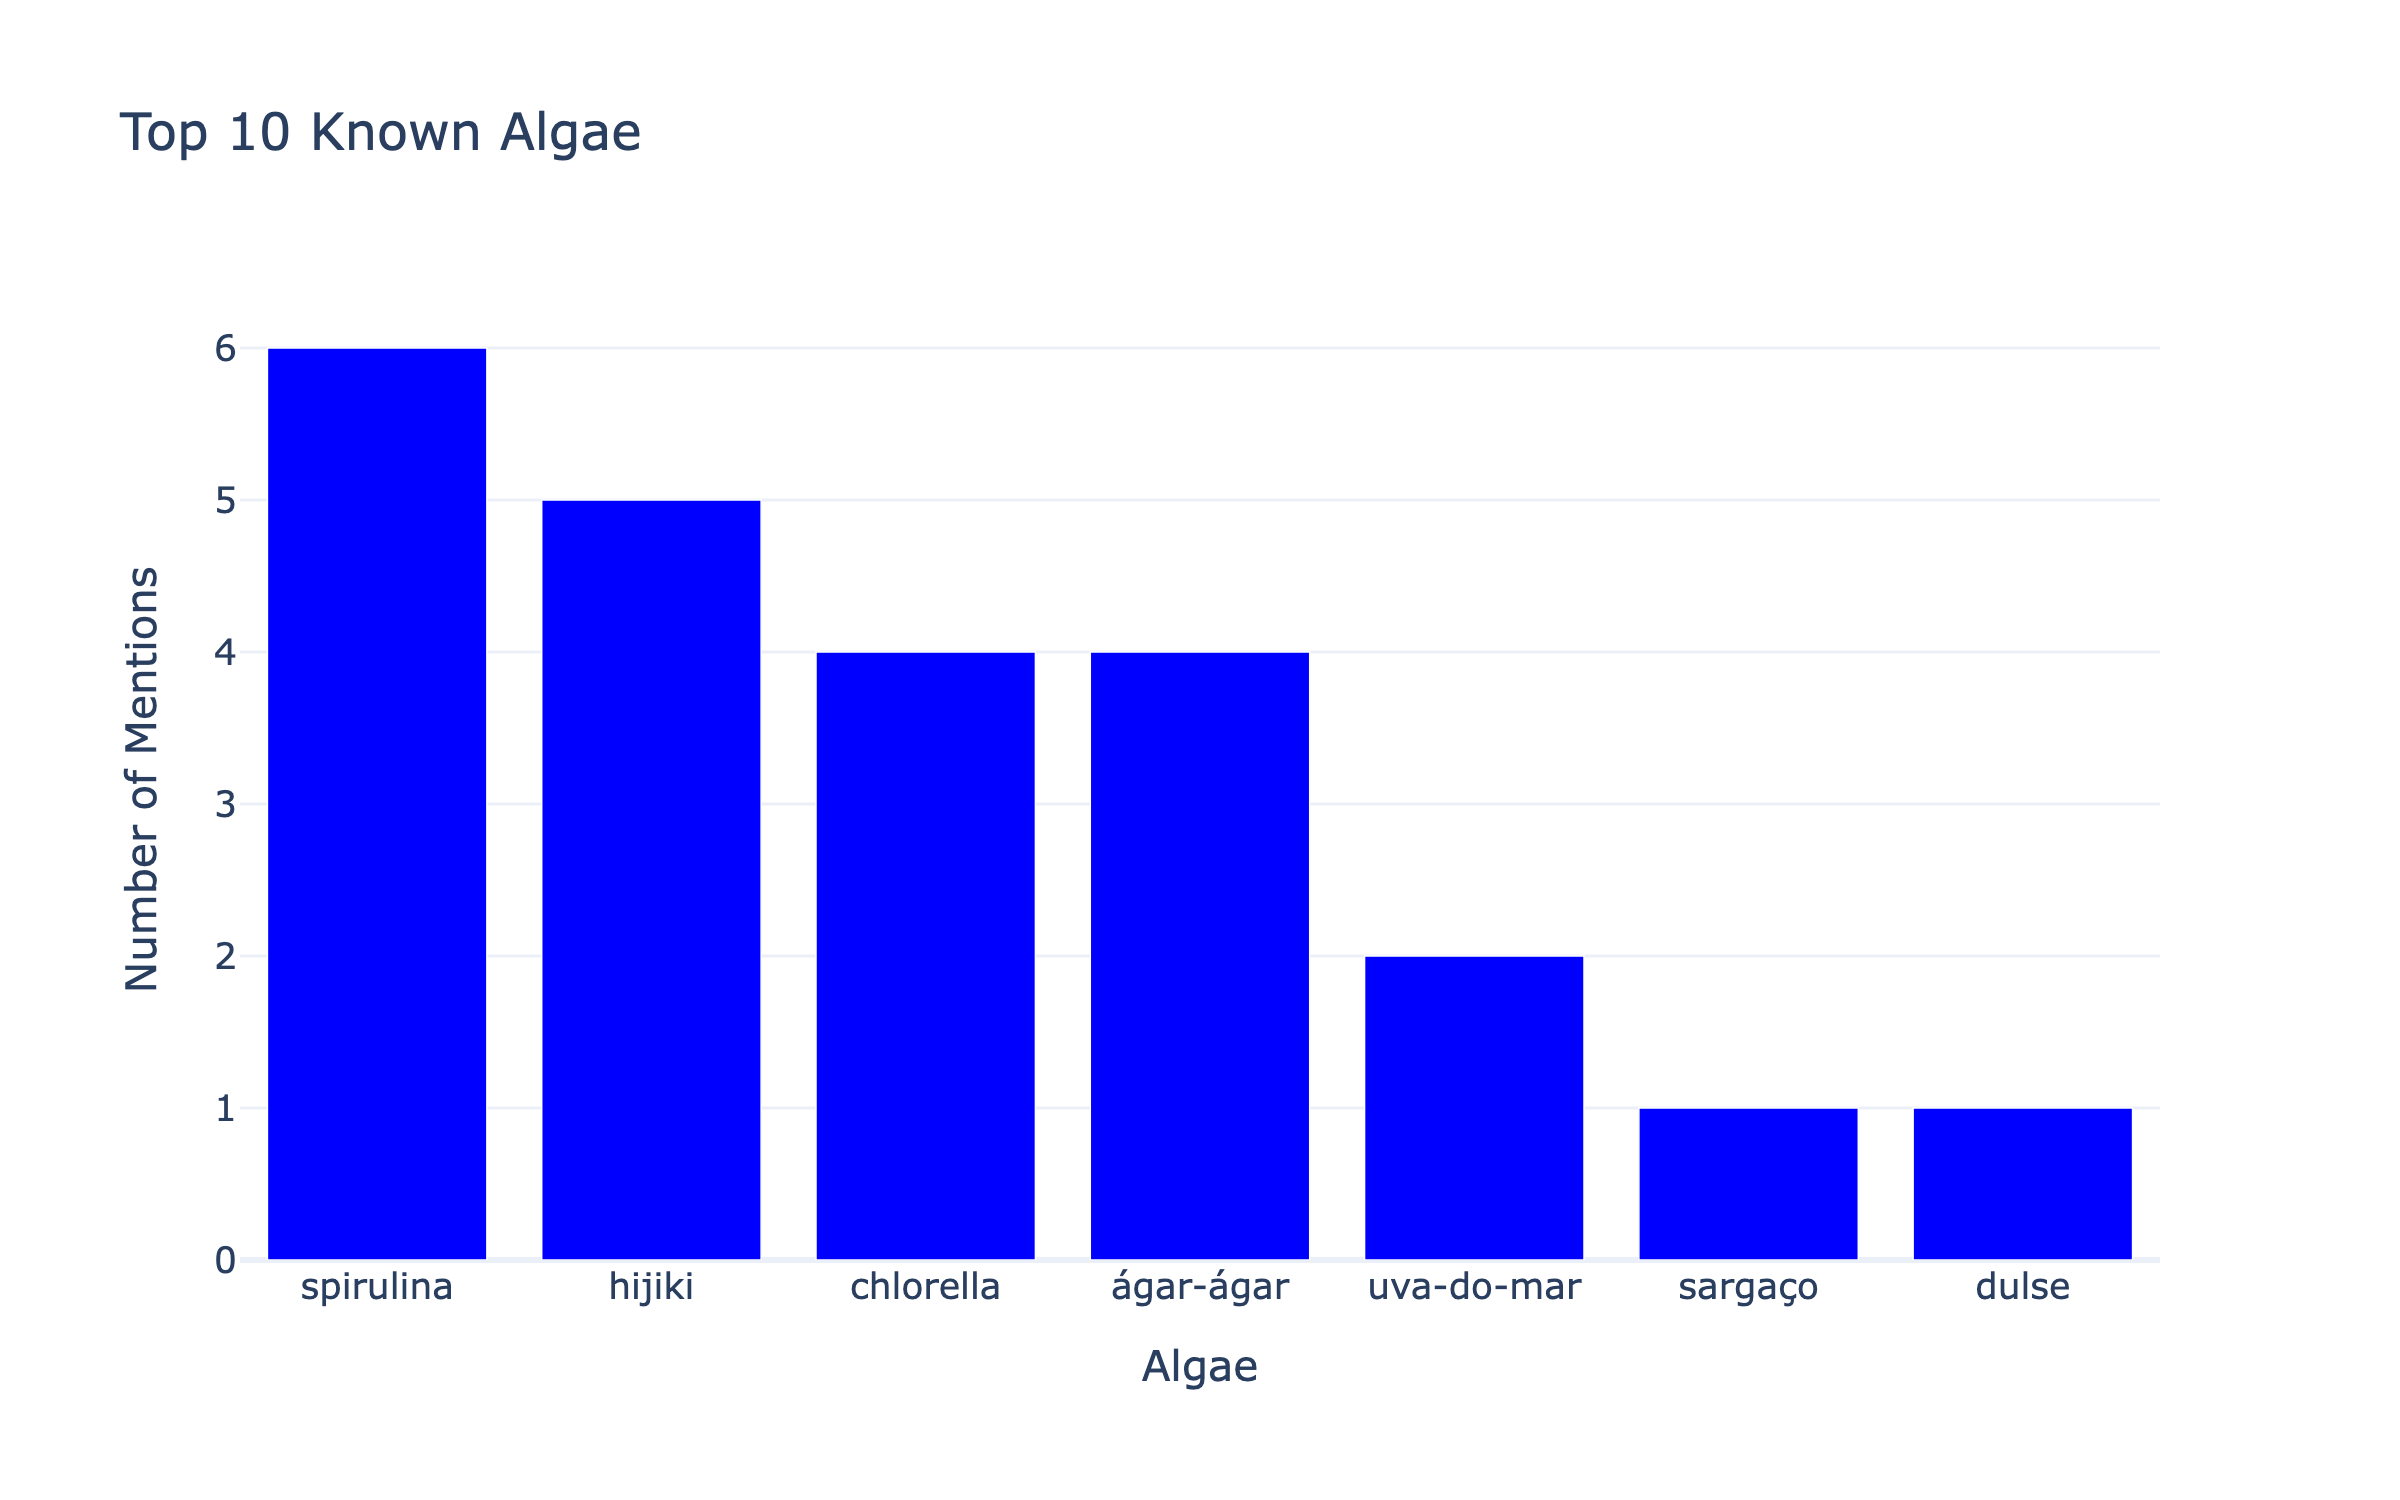 Top 10 Known Algae
Number of Mentions
6
5
4
3
2
1
0
spirulina hijiki chlorella ágar-ágar uva-do-mar sargaço dulse
Algae